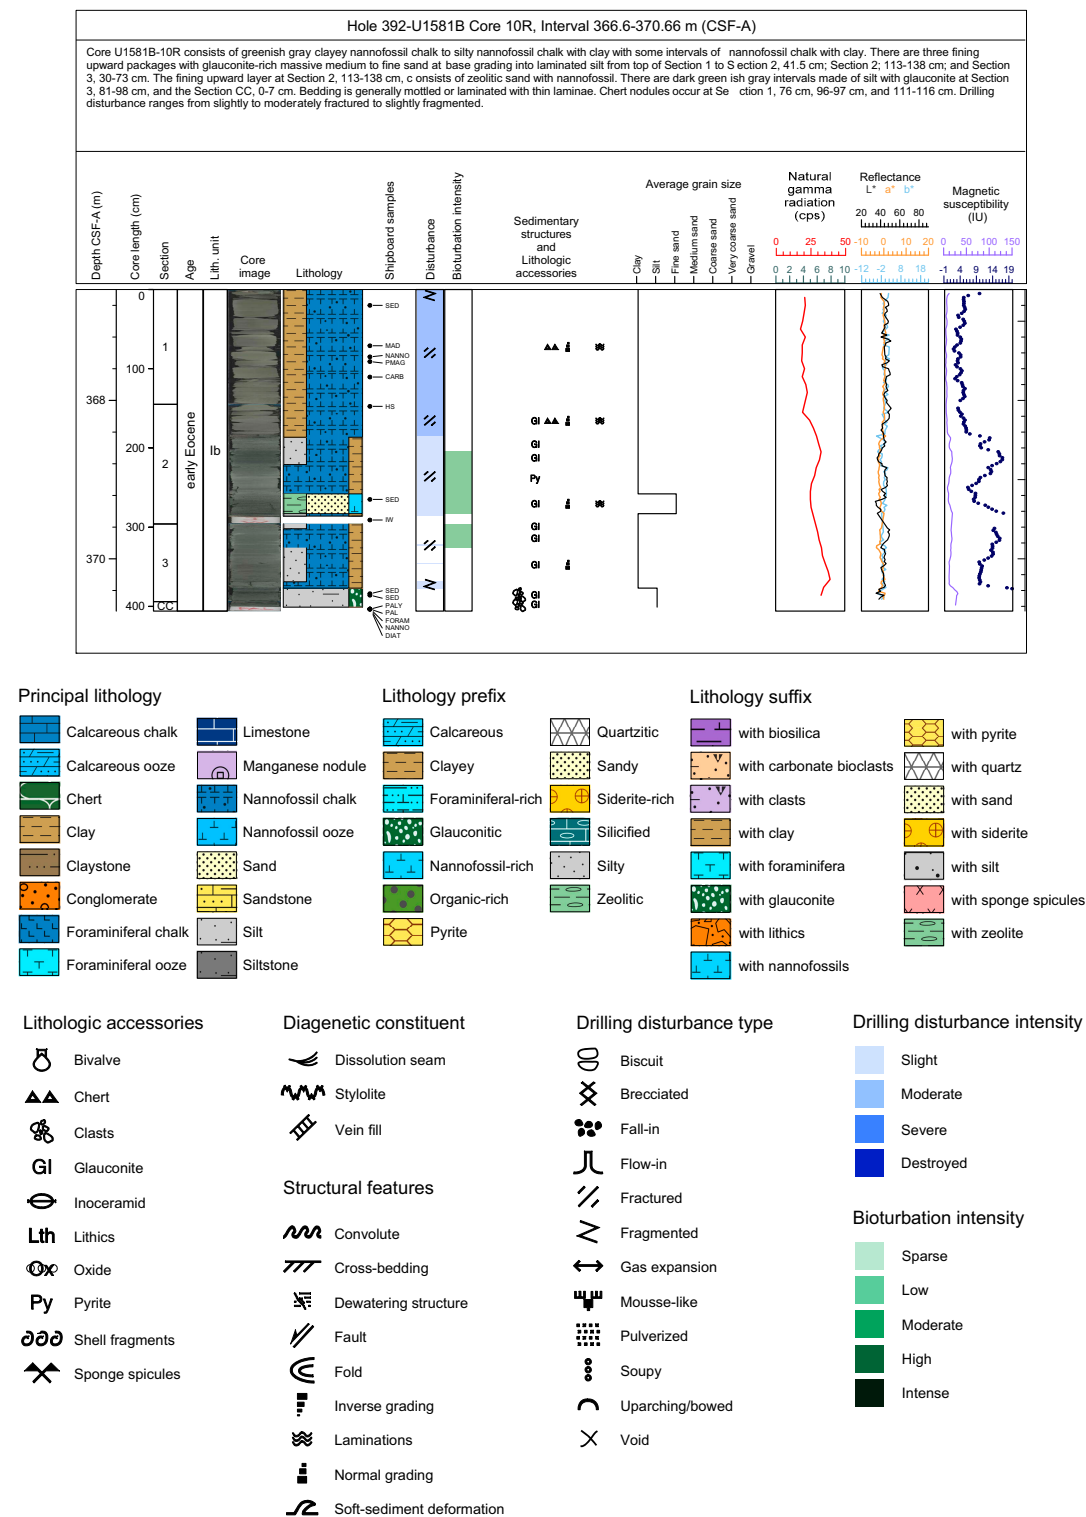 Hole 392-U1581B Core 10R, Interval 366.6-370.66 m (CSF-A)
Core U1581B-10R consists of greenish gray clayey nannofossil chalk to silty nannofossil chalk with clay with some intervals of nannofossil chalk with clay. There are three fining
upward packages with glauconite-rich massive medium to fine sand at base grading into laminated silt from top of Section 1 to S ection 2, 41.5 cm; Section 2; 113-138 cm; and Section
3, 30-73 cm. The fining upward layer at Section 2, 113-138 cm, c onsists of zeolitic sand with nannofossil. There are dark green ish gray intervals made of silt with glauconite at Section
3, 81-98 cm, and the Section CC, 0-7 cm. Bedding is generally mottled or laminated with thin laminae. Chert nodules occur at Se ction 1, 76 cm, 96-97 cm, and 111-116 cm. Drilling
disturbance ranges from slightly to moderately fractured to slightly fragmented.
Depth CSF-A (m)
Core length (cm)
Section
Age
Lith. unit
Core
image
Lithology
Shipboard samples
Disturbance
Bioturbation intensity
Sedimentary
structures
and
Lithologic
accessories
Average grain size
Clay
Silt
Fine sand
Medium sand
Coarse sand
Very coarse sand
Gravel
Natural
gamma
radiation
(cps)
0 25 50
0 2 4 6 8 10
Reflectance
L* a* b*
20 40 60 80
-10 0 10 20
-12 -2 8 18
Magnetic
susceptibility
(IU)
0 50 100 150
-1 4 9 14 19
0
100
200
300
400
368
370
1
2
3
CC
early Eocene
Ib
SED
MAD
NANNO
PMAG
CARB
HS
SED
IW
SED
SED
PALY
PAL
FORAM
NANNO
DIAT
Gl
Gl
Gl
Py
Gl
Gl
Gl
Gl
Gl
Gl
Principal lithology
Calcareous chalk
Calcareous ooze
Chert
Clay
Claystone
Conglomerate
Foraminiferal chalk
Foraminiferal ooze
Limestone
Manganese nodule
Nannofossil chalk
Nannofossil ooze
Sand
Sandstone
Silt
Siltstone
Lithology prefix
Calcareous
Clayey
Foraminiferal-rich
Glauconitic
Nannofossil-rich
Organic-rich
Pyrite
Quartzitic
Sandy
Siderite-rich
Silicified
Silty
Zeolitic
Lithology suffix
with biosilica
with carbonate bioclasts
with clasts
with clay
with foraminifera
with glauconite
with lithics
with nannofossils
with pyrite
with quartz
with sand
with siderite
with silt
with sponge spicules
with zeolite
Lithologic accessories
Bivalve
Chert
Clasts
Gl Glauconite
Inoceramid
Lth Lithics
Ox Oxide
Py Pyrite
Shell fragments
Sponge spicules
Diagenetic constituent
Dissolution seam
Stylolite
Vein fill
Structural features
Convolute
Cross-bedding
Dewatering structure
Fault
Fold
Inverse grading
Laminations
Normal grading
Soft-sediment deformation
Drilling disturbance type
Biscuit
Brecciated
Fall-in
Flow-in
Fractured
Fragmented
Gas expansion
Mousse-like
Pulverized
Soupy
Uparching/bowed
Void
Drilling disturbance intensity
Slight
Moderate
Severe
Destroyed
Bioturbation intensity
Sparse
Low
Moderate
High
Intense